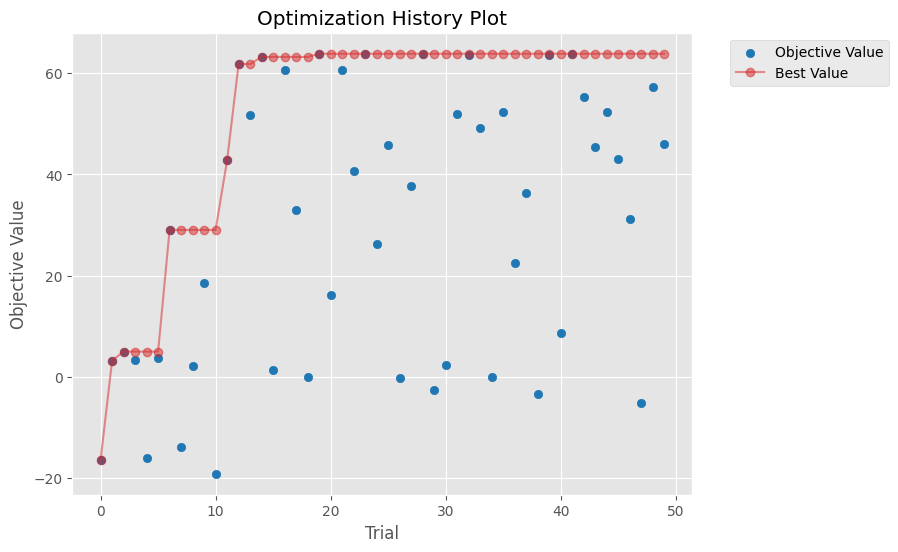 Optimization History Plot
Objective Value
Best Value
Objective Value
60
40
20
0
−20
0 10 20 30 40 50
Trial